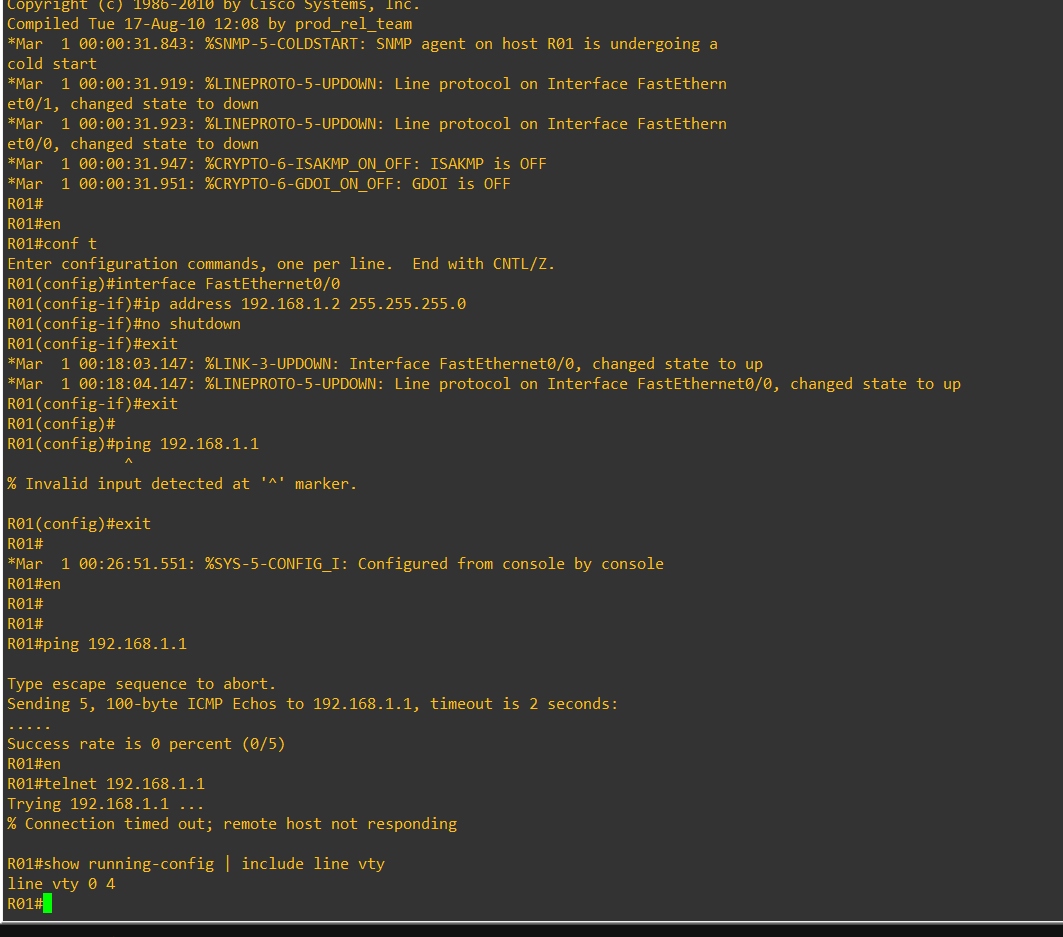 Copyright (c) 1986-2010 by Cisco Systems, Inc.
Compiled Tue 17-Aug-10 12:08 by prod_rel_team
*Mar  1 00:00:31.843: %SNMP-5-COLDSTART: SNMP agent on host R01 is undergoing a
cold start
*Mar  1 00:00:31.919: %LINEPROTO-5-UPDOWN: Line protocol on Interface FastEthern
et0/1, changed state to down
*Mar  1 00:00:31.923: %LINEPROTO-5-UPDOWN: Line protocol on Interface FastEthern
et0/0, changed state to down
*Mar  1 00:00:31.947: %CRYPTO-6-ISAKMP_ON_OFF: ISAKMP is OFF
*Mar  1 00:00:31.951: %CRYPTO-6-GDOI_ON_OFF: GDOI is OFF
R01#
R01#en
R01#conf t
Enter configuration commands, one per line.  End with CNTL/Z.
R01(config)#interface FastEthernet0/0
R01(config-if)#ip address 192.168.1.2 255.255.255.0
R01(config-if)#no shutdown
R01(config-if)#exit
*Mar  1 00:18:03.147: %LINK-3-UPDOWN: Interface FastEthernet0/0, changed state to up
*Mar  1 00:18:04.147: %LINEPROTO-5-UPDOWN: Line protocol on Interface FastEthernet0/0, changed state to up
R01(config-if)#exit
R01(config)#
R01(config)#ping 192.168.1.1
             ^
% Invalid input detected at '^' marker.

R01(config)#exit
R01#
*Mar  1 00:26:51.551: %SYS-5-CONFIG_I: Configured from console by console
R01#en
R01#
R01#
R01#ping 192.168.1.1

Type escape sequence to abort.
Sending 5, 100-byte ICMP Echos to 192.168.1.1, timeout is 2 seconds:
.....
Success rate is 0 percent (0/5)
R01#en
R01#telnet 192.168.1.1
Trying 192.168.1.1 ...
% Connection timed out; remote host not responding

R01#show running-config | include line vty
line vty 0 4
R01#